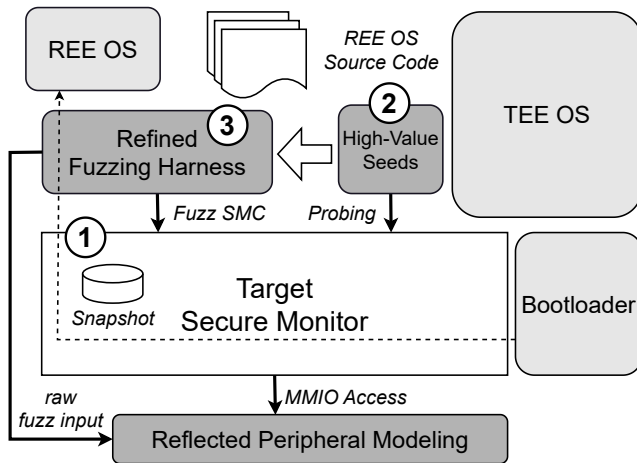 REE OS
REE OS
Source Code
TEE OS
2
3
Refined
Fuzzing Harness
High-Value
Seeds
Fuzz SMC
Probing
1
Snapshot
Target
Secure Monitor
Bootloader
raw
fuzz input
MMIO Access
Reflected Peripheral Modeling